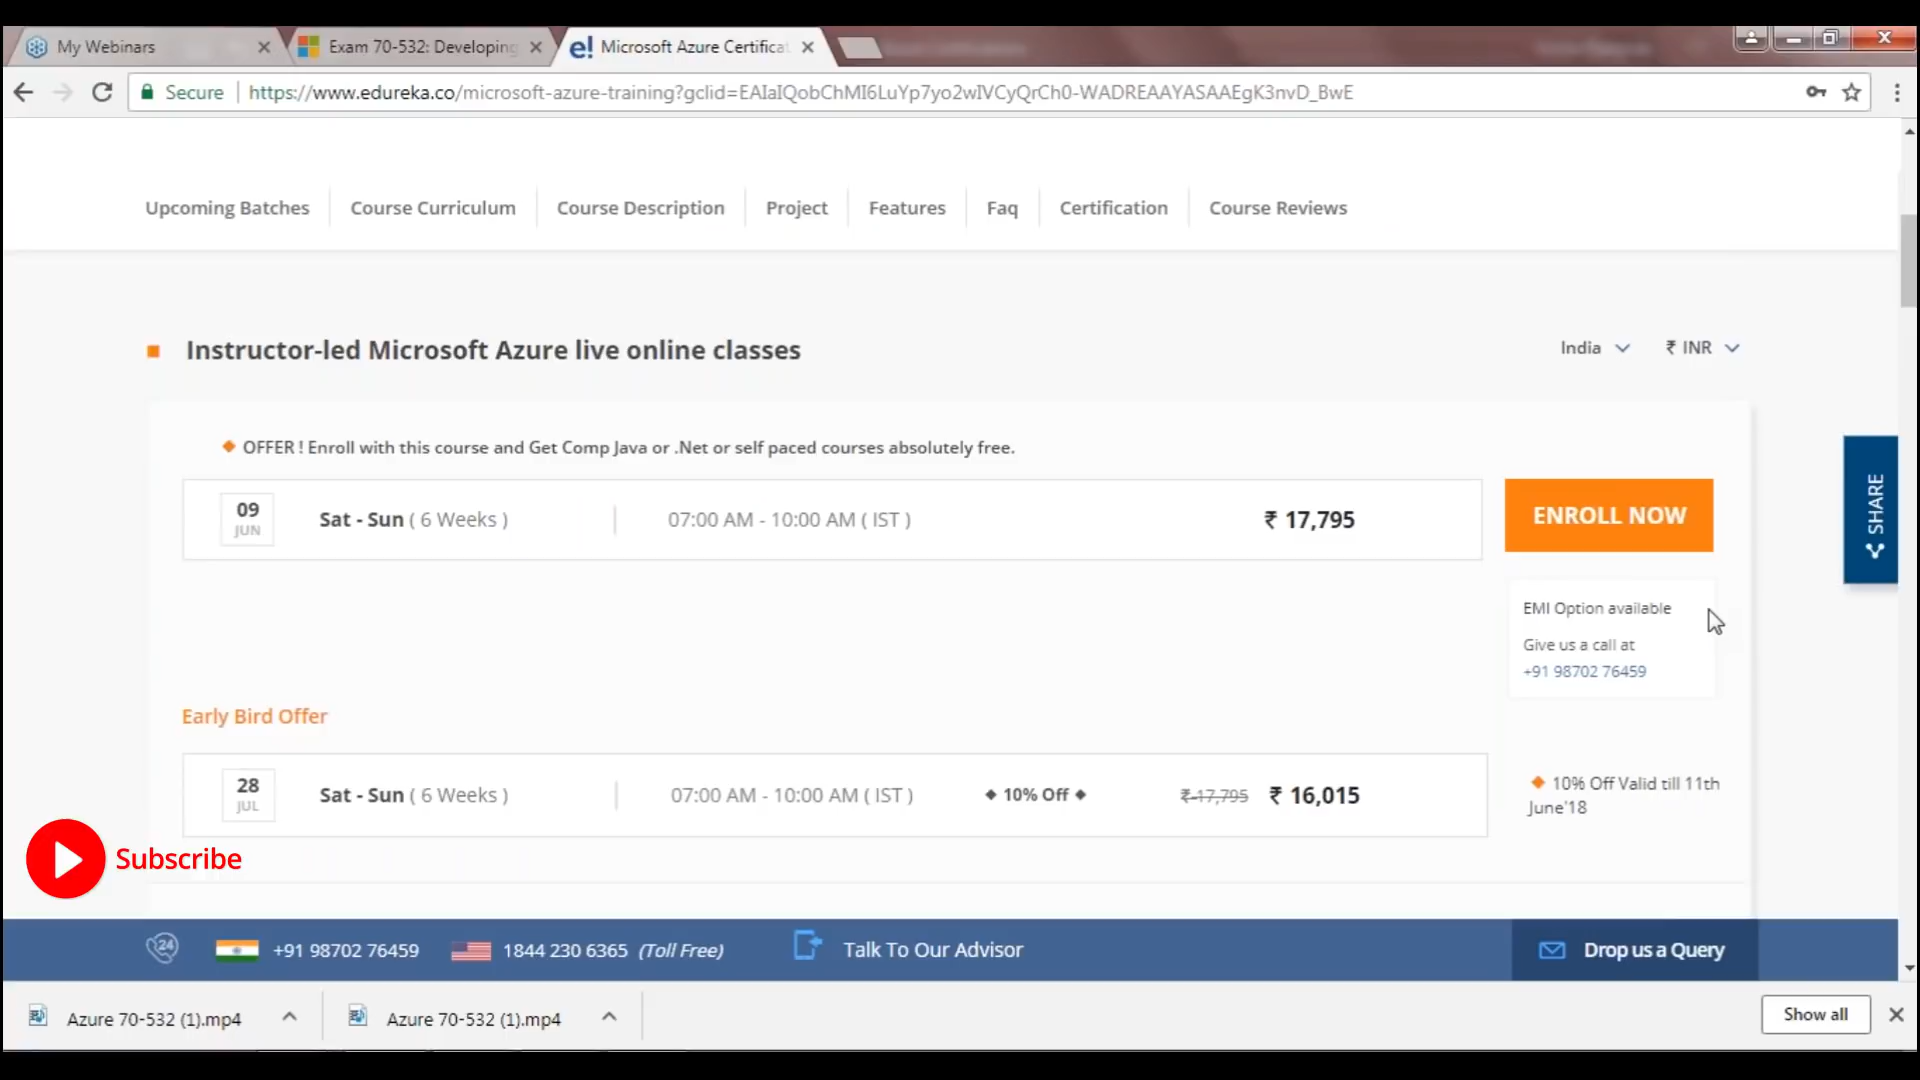 My Webinars
Exam 70-532: Developing
e! Microsoft Azure Certificat
Secure | https://www.edureka.co/microsoft-azure-training?gclid=EAIaIQobChMI6LuYp7yo2wIVCyQrCh0-WADREAAYASAAEgK3nvD_BwE
Upcoming Batches
Course Curriculum
Course Description
Project
Features
Faq
Certification
Course Reviews
Instructor-led Microsoft Azure live online classes
India
₹ INR
OFFER ! Enroll with this course and Get Comp Java or .Net or self paced courses absolutely free.
09
JUN
Sat - Sun ( 6 Weeks )
07:00 AM - 10:00 AM ( IST )
₹ 17,795
ENROLL NOW
SHARE
EMI Option available
Give us a call at
+91 98702 76459
Early Bird Offer
28
JUL
Sat - Sun ( 6 Weeks )
07:00 AM - 10:00 AM ( IST )
10% Off
₹ 17,795
₹ 16,015
10% Off Valid till 11th
June'18
Subscribe
24
+91 98702 76459
1844 230 6365 (Toll Free)
Talk To Our Advisor
Drop us a Query
Azure 70-532 (1).mp4
Azure 70-532 (1).mp4
Show all